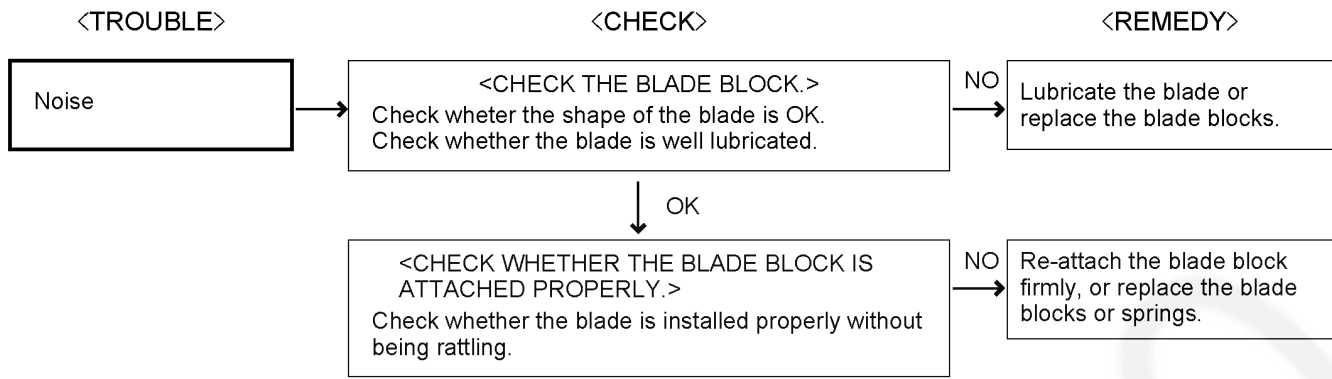 <TROUBLE>
<CHECK>
<REMEDY>
Noise
<CHECK THE BLADE BLOCK.>
Check wheter the shape of the blade is OK.
Check whether the blade is well lubricated.
NO
Lubricate the blade or
replace the blade blocks.
OK
<CHECK WHETHER THE BLADE BLOCK IS
ATTACHED PROPERLY.>
Check whether the blade is installed properly without
being rattling.
NO
Re-attach the blade block
firmly, or replace the blade
blocks or springs.